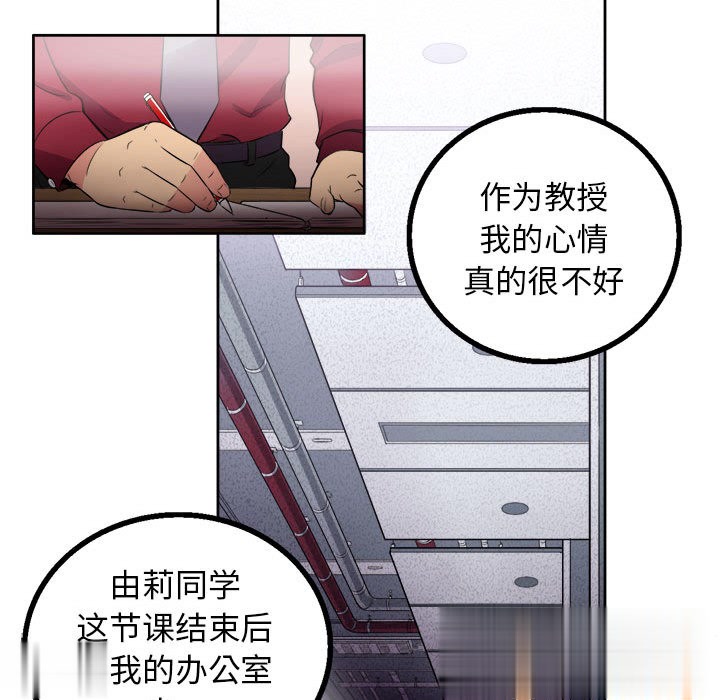 作为教授
我的心情
真的很不好
由莉同学
这节课结束后
我的办公室